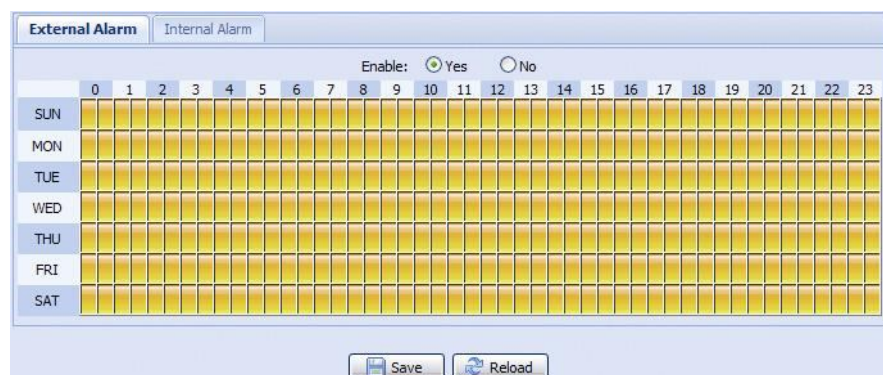 External Alarm Internal Alarm
Enable: Yes No
0 1 2 3 4 5 6 7 8 9 10 11 12 13 14 15 16 17 18 19 20 21 22 23
SUN
MON
TUE
WED
THU
FRI
SAT
Save Reload